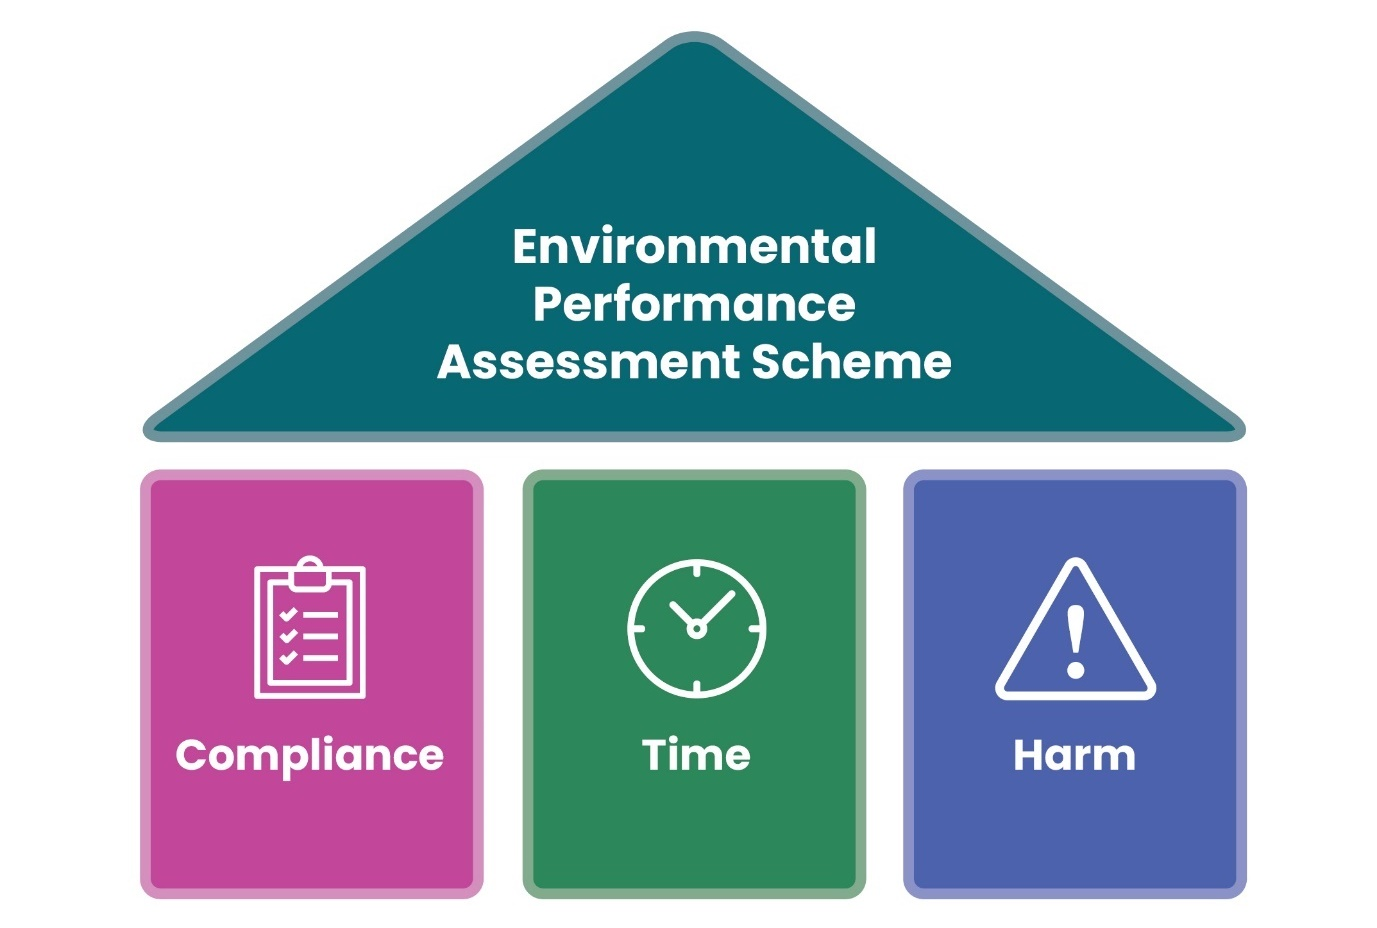 Environmental
Performance
Assessment Scheme
Compliance
Time
Harm